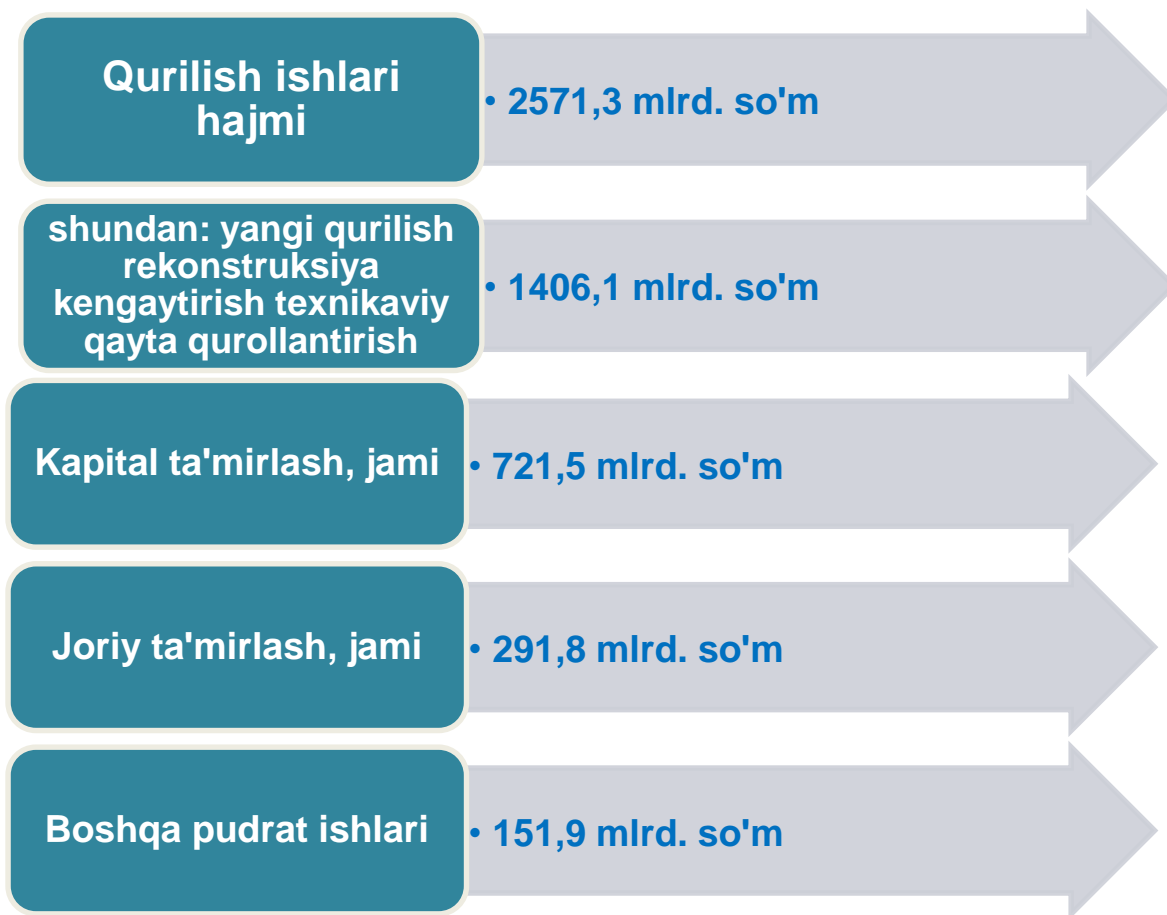 Qurilish ishlari
hajmi
• 2571,3 mlrd. so'm
shundan: yangi qurilish
rekonstruksiya
kengaytirish texnikaviy
qayta qurollantirish
• 1406,1 mlrd. so'm
Kapital ta'mirlash, jami
• 721,5 mlrd. so'm
Joriy ta'mirlash, jami
• 291,8 mlrd. so'm
Boshqa pudrat ishlari
• 151,9 mlrd. so'm